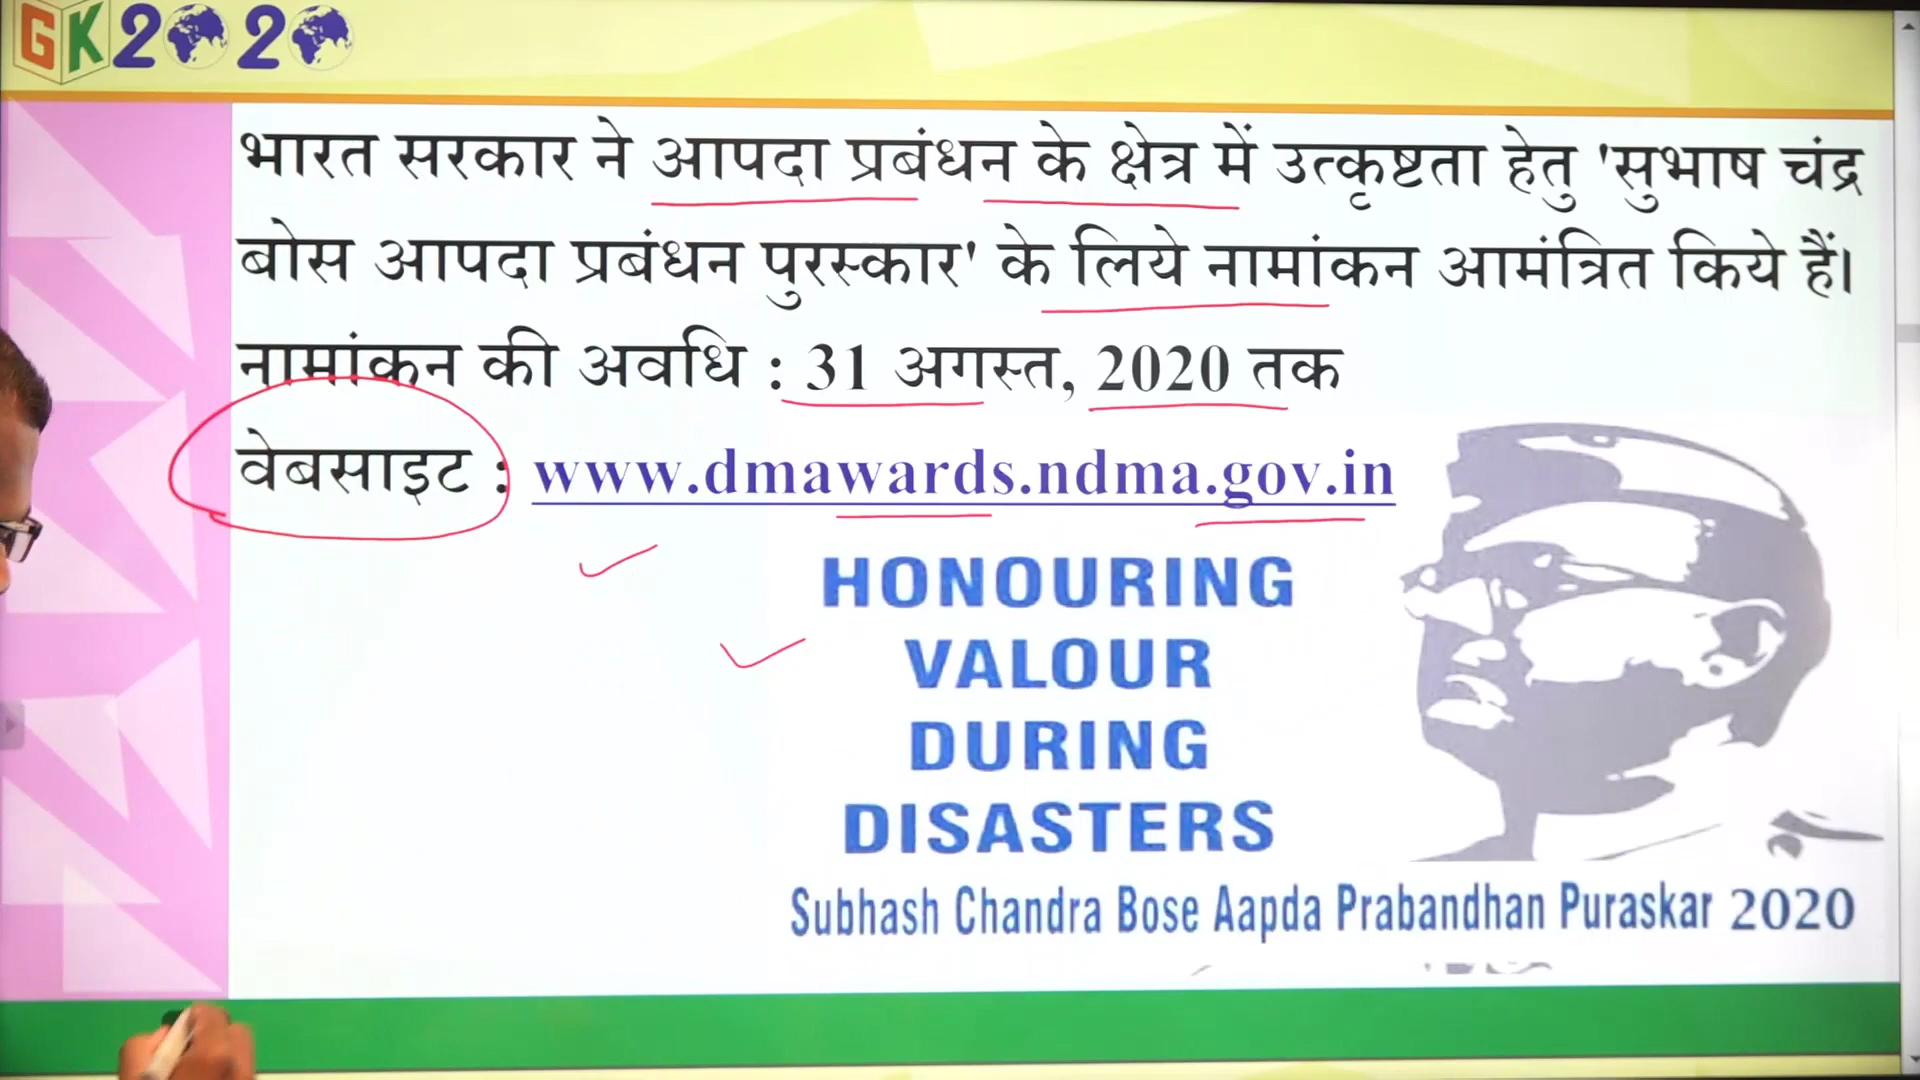 GK2020
भारत सरकार ने आपदा प्रबंधन के क्षेत्र में उत्कृष्टता हेतु 'सुभाष चंद्र
बोस आपदा प्रबंधन पुरस्कार' के लिये नामांकन आमंत्रित किये हैं।
नामांकन की अवधि : 31 अगस्त, 2020 तक
वेबसाइट : www.dmawards.ndma.gov.in
HONOURING
VALOUR
DURING
DISASTERS
Subhash Chandra Bose Aapda Prabandhan Puraskar 2020